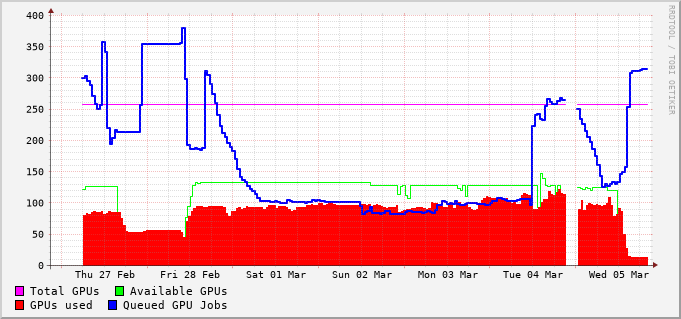 400
350
300
250
200
150
100
50
0
Thu 27 Feb Fri 28 Feb Sat 01 Mar Sun 02 Mar Mon 03 Mar Tue 04 Mar Wed 05 Mar
Total GPUs Available GPUs
GPUs used Queued GPU Jobs
RRDTOOL / TOBI OETIKER